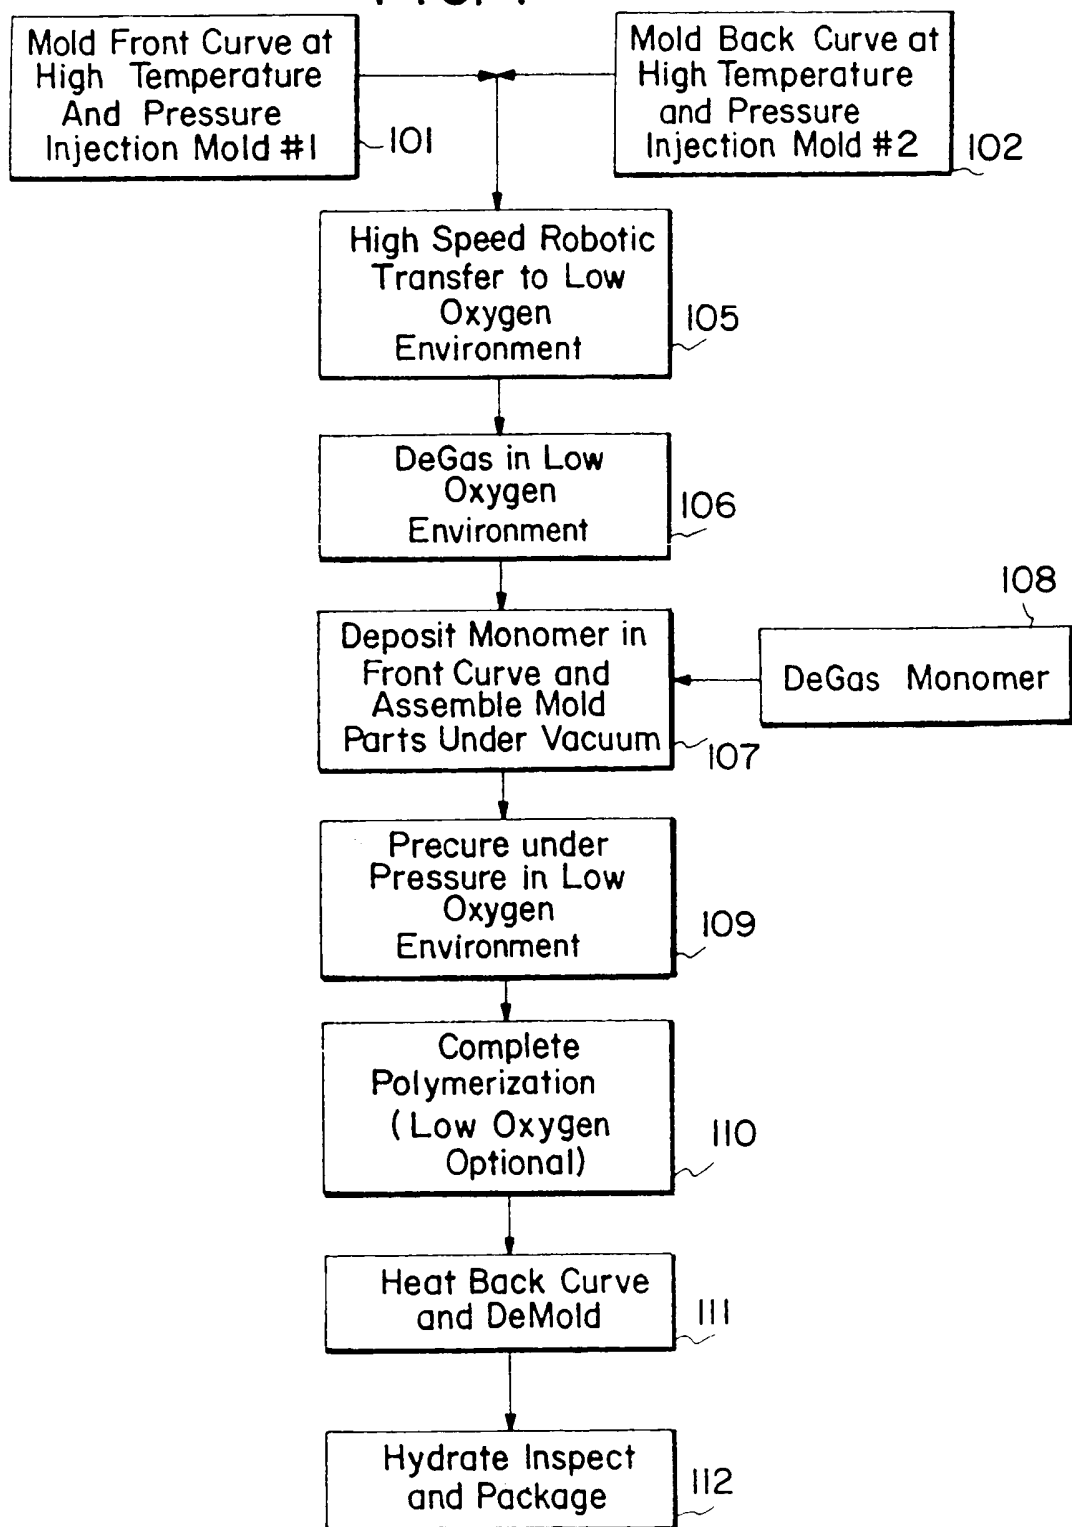 Mold Front Curve at
High Temperature
And Pressure
Injection Mold #1
101
Mold Back Curve at
High Temperature
and Pressure
Injection Mold #2
102
High Speed Robotic
Transfer to Low
Oxygen
Environment
105
DeGas in Low
Oxygen
Environment
106
108
DeGas Monomer
Deposit Monomer in
Front Curve and
Assemble Mold
Parts Under Vacuum
107
Precure under
Pressure in Low
Oxygen
Environment
109
Complete
Polymerization
(Low Oxygen
Optional)
110
Heat Back Curve
and DeMold
111
Hydrate Inspect
and Package
112